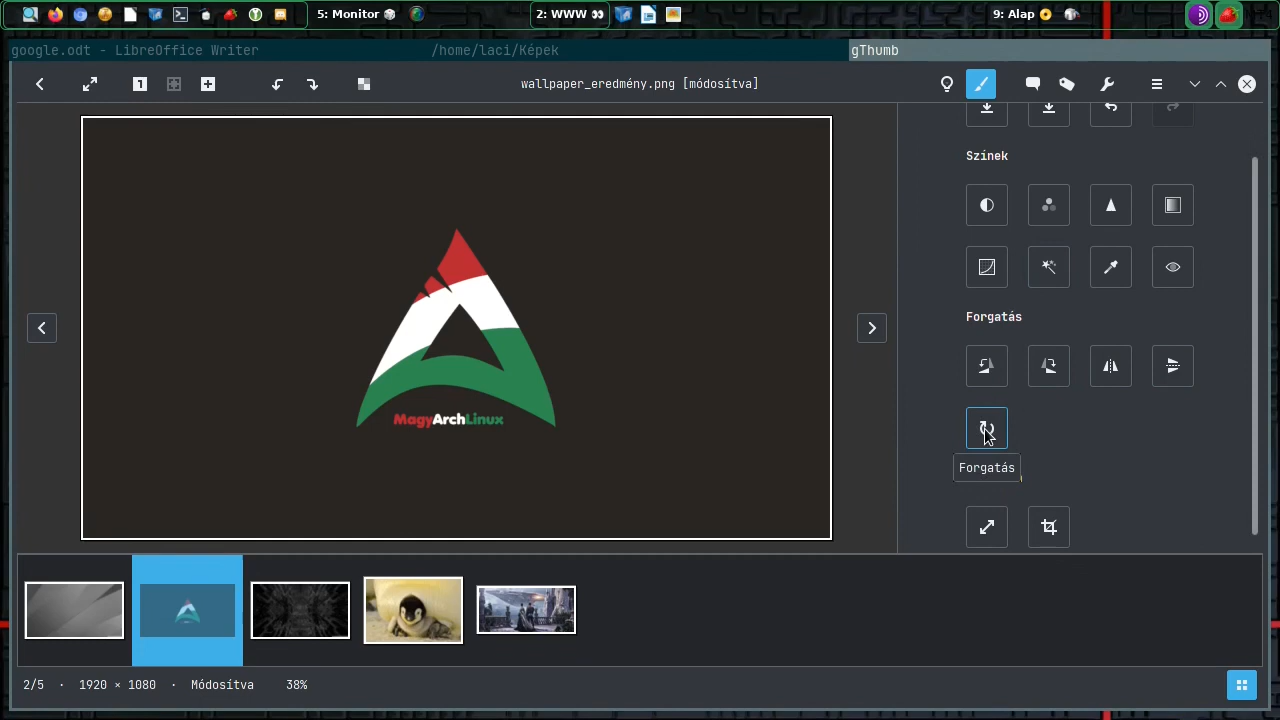 5: Monitor
2: WWW
9: Alap
google.odt - LibreOffice Writer
/home/laci/Képek
gThumb
wallpaper_eredmény.png [módosítva]
Színek
Forgatás
Forgatás
MagyArchLinux
2/5 · 1920 × 1080 · Módosítva 38%